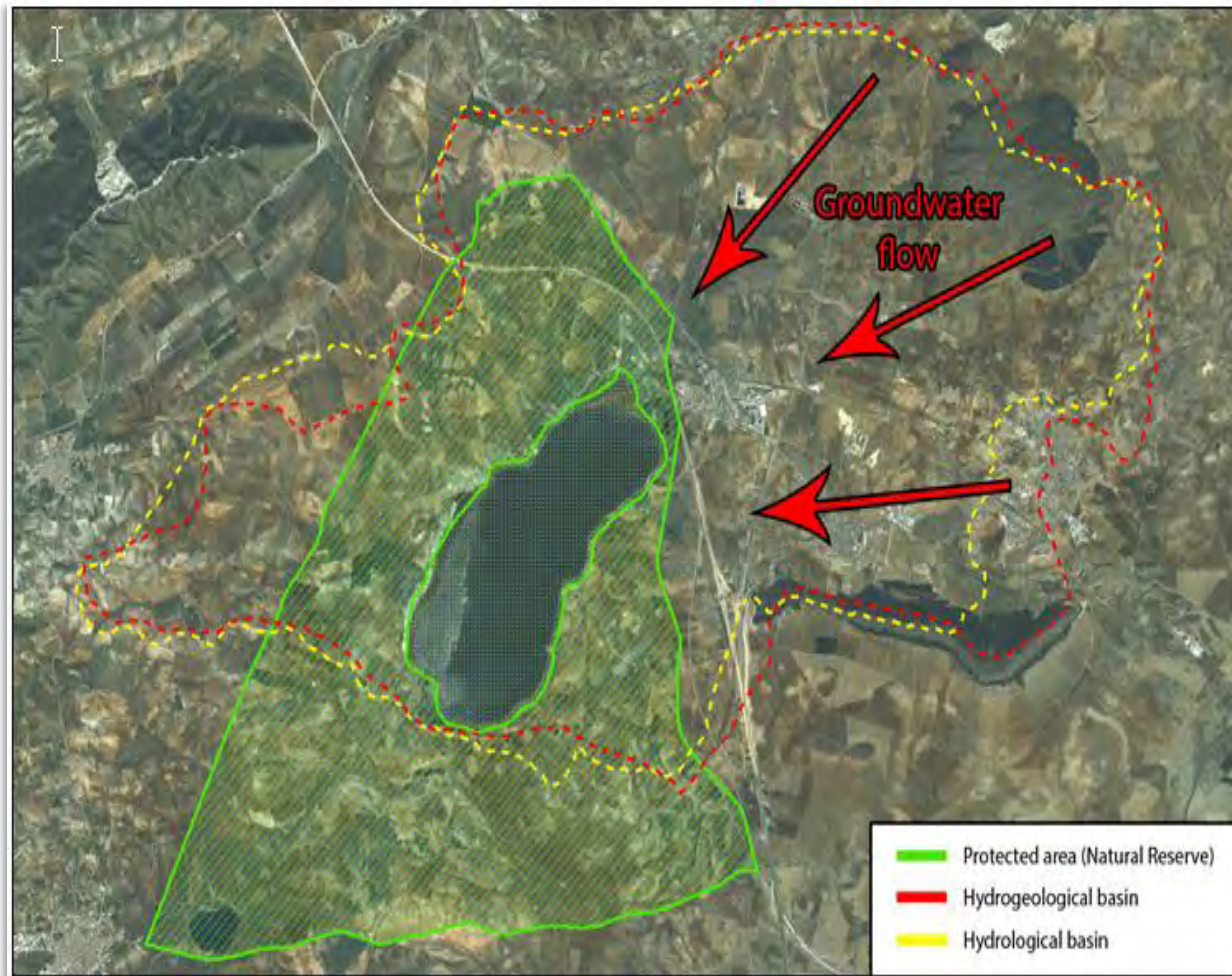 Groundwater
flow
Protected area (Natural Reserve)
Hydrogeological basin
Hydrological basin